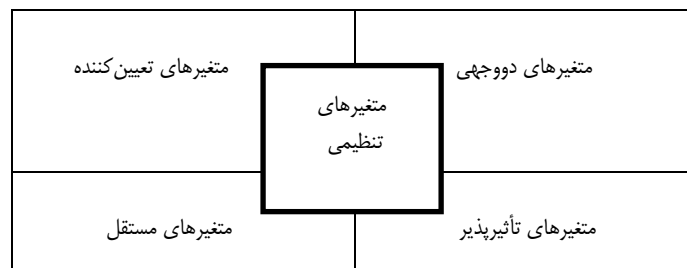 متغیرهای دووجهی
متغیرهای تعیین‌کننده
متغیرهای
تنظیمی
متغیرهای تأثیرپذیر
متغیرهای مستقل